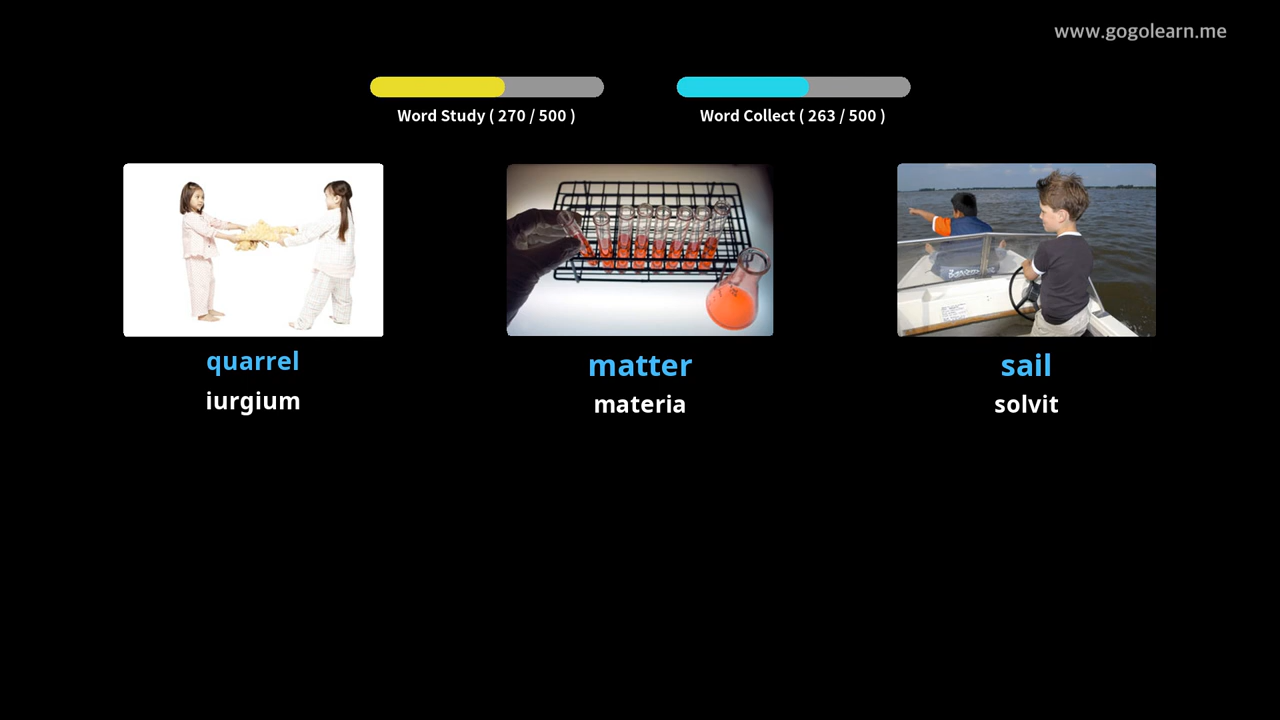 www.gogolearn.me
Word Study ( 270 / 500 )
Word Collect ( 263 / 500 )
quarrel
iurgium
matter
materia
sail
solvit